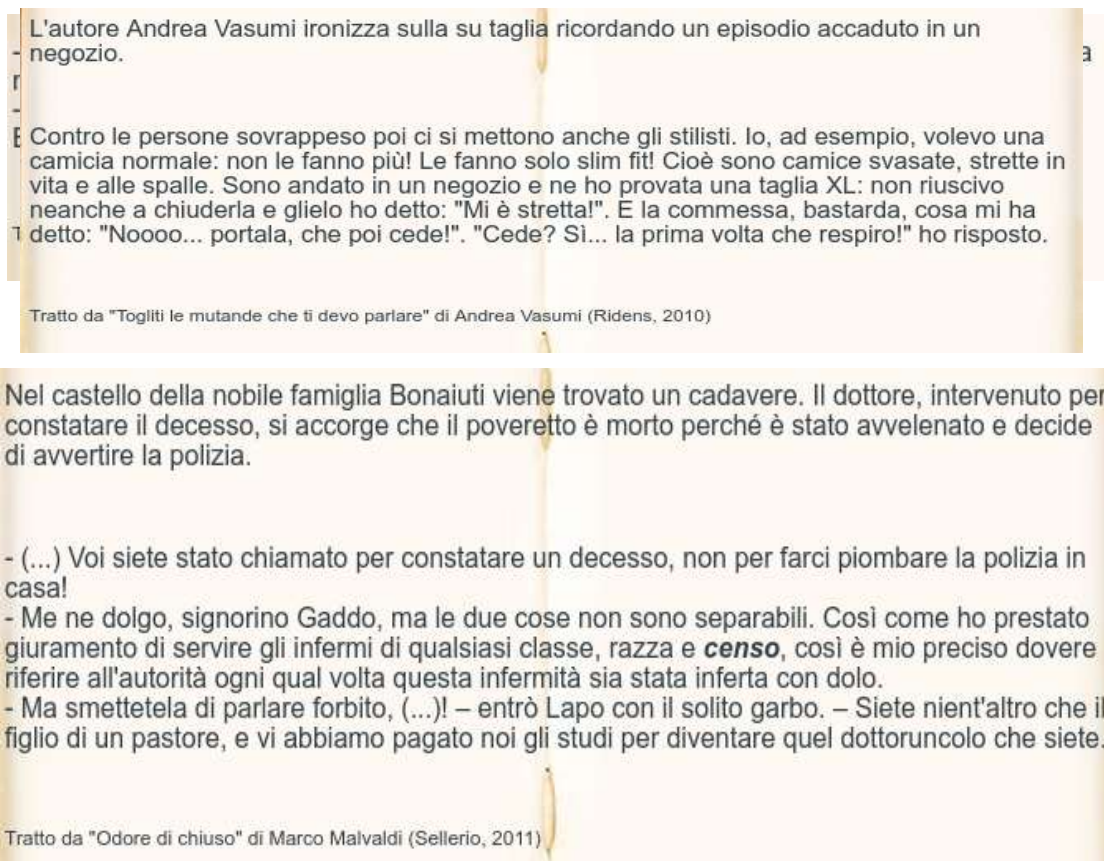 L'autore Andrea Vasumi ironizza sulla su taglia ricordando un episodio accaduto in un
negozio.
Contro le persone sovrappeso poi ci si mettono anche gli stilisti. Io, ad esempio, volevo una
camicia normale: non le fanno più! Le fanno solo slim fit! Cioè sono camice svasate, strette in
vita e alle spalle. Sono andato in un negozio e ne ho provata una taglia XL: non riuscivo
neanche a chiuderla e glielo ho detto: "Mi è stretta!". E la commessa, bastarda, cosa mi ha
detto: "Noooo... portala, che poi cede!". "Cede? Sì... la prima volta che respiro!" ho risposto.
Tratto da "Togliti le mutande che ti devo parlare" di Andrea Vasumi (Ridens, 2010)
Nel castello della nobile famiglia Bonaiuti viene trovato un cadavere. Il dottore, intervenuto per
constatare il decesso, si accorge che il poveretto è morto perché è stato avvelenato e decide
di avvertire la polizia.
- (...) Voi siete stato chiamato per constatare un decesso, non per farci piombare la polizia in
casa!
- Me ne dolgo, signorino Gaddo, ma le due cose non sono separabili. Così come ho prestato
giuramento di servire gli infermi di qualsiasi classe, razza e censo, così è mio preciso dovere
riferire all'autorità ogni qual volta questa infermità sia stata inferta con dolo.
- Ma smettetela di parlare forbito, (...)! – entrò Lapo con il solito garbo. – Siete nient'altro che il
figlio di un pastore, e vi abbiamo pagato noi gli studi per diventare quel dottoruncolo che siete.
Tratto da "Odore di chiuso" di Marco Malvaldi (Sellerio, 2011)